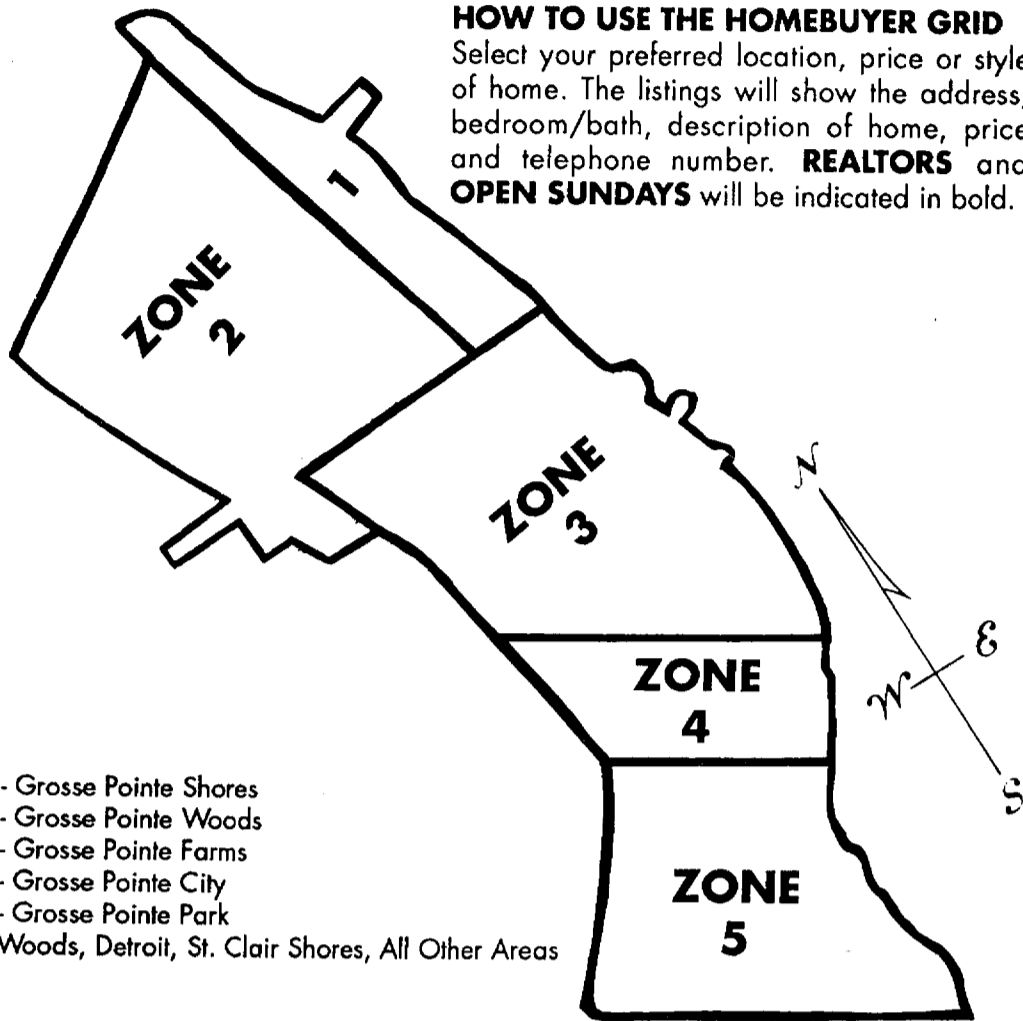 HOW TO USE THE HOMEBUYER GRID
Select your preferred location, price or style
of home. The listings will show the address,
bedroom/bath, description of home, price
and telephone number. REALTORS and
OPEN SUNDAYS will be indicated in bold.
1
ZONE
2
ZONE
3
N
E
W
S
ZONE
4
ZONE
5
- Grosse Pointe Shores
- Grosse Pointe Woods
- Grosse Pointe Farms
- Grosse Pointe City
- Grosse Pointe Park
Woods, Detroit, St. Clair Shores, All Other Areas